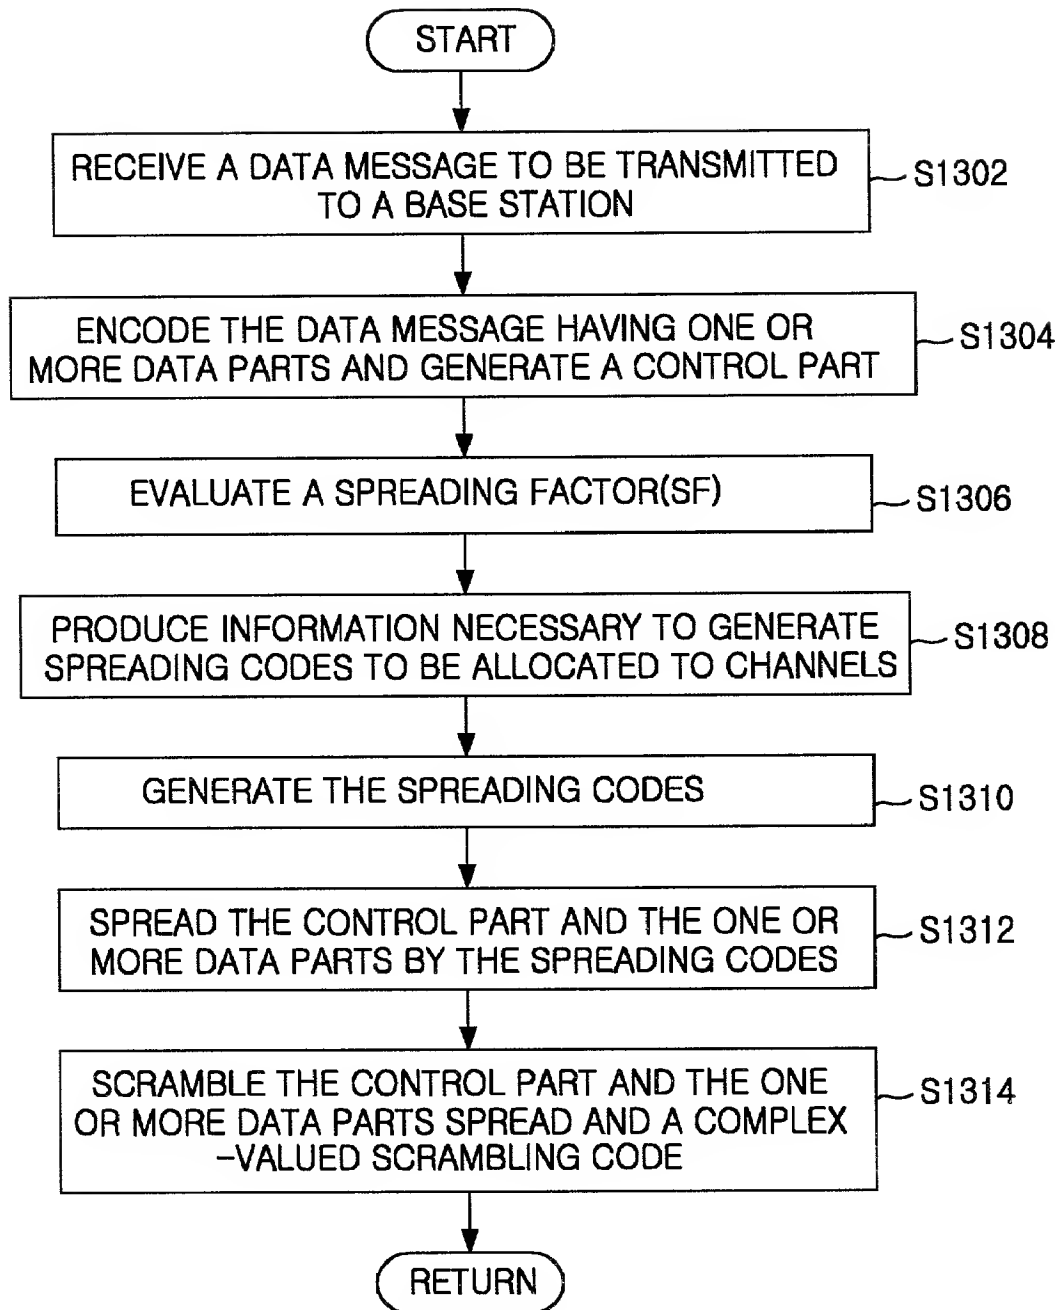 START
RECEIVE A DATA MESSAGE TO BE TRANSMITTED
TO A BASE STATION
S1302
ENCODE THE DATA MESSAGE HAVING ONE OR
MORE DATA PARTS AND GENERATE A CONTROL PART
S1304
EVALUATE A SPREADING FACTOR(SF)
S1306
PRODUCE INFORMATION NECESSARY TO GENERATE
SPREADING CODES TO BE ALLOCATED TO CHANNELS
S1308
GENERATE THE SPREADING CODES
S1310
SPREAD THE CONTROL PART AND THE ONE OR
MORE DATA PARTS BY THE SPREADING CODES
S1312
SCRAMBLE THE CONTROL PART AND THE ONE
OR MORE DATA PARTS SPREAD AND A COMPLEX
-VALUED SCRAMBLING CODE
S1314
RETURN